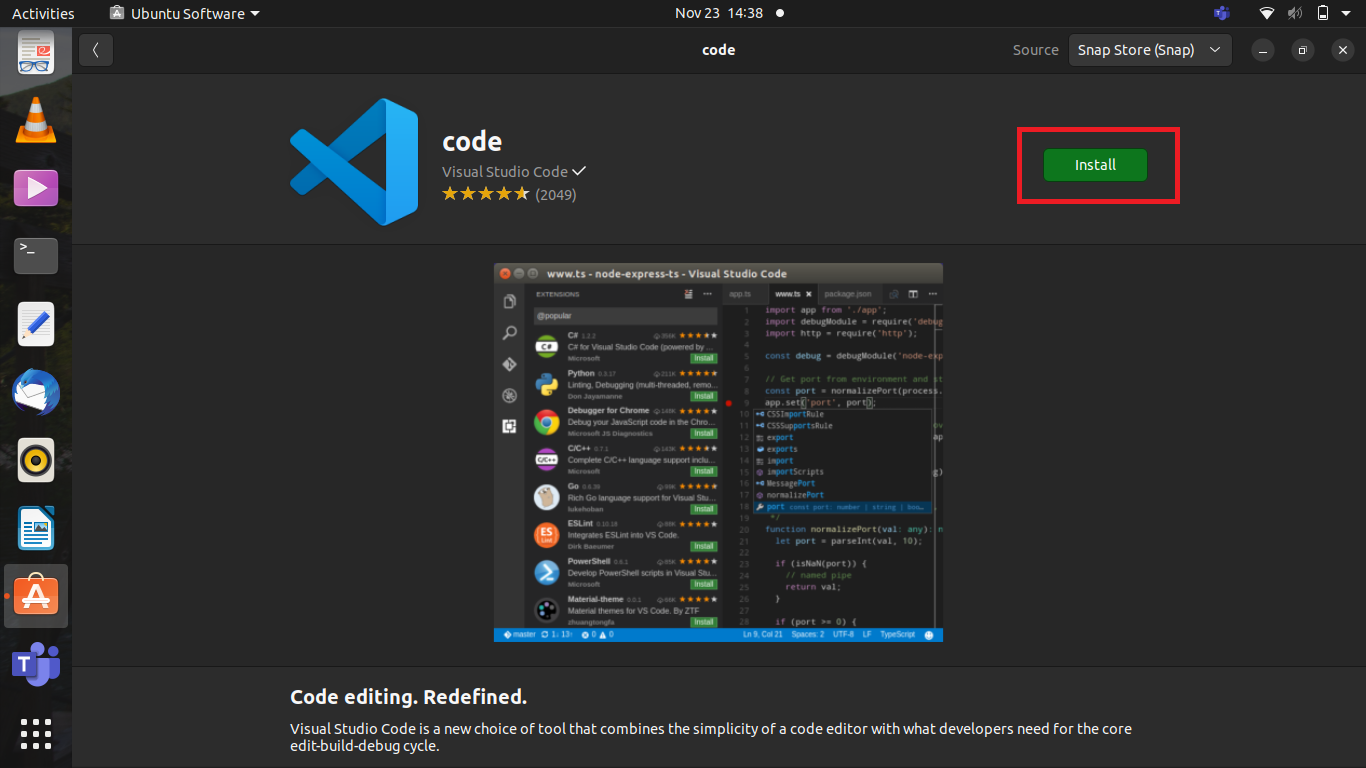 Activities
Ubuntu Software
Nov 23 14:38
code
Source
Snap Store (Snap)
code
Visual Studio Code
(2049)
Install
www.ts - node-express-ts - Visual Studio Code
EXTENSIONS
@popular
C# 1.2.2 356K
C# for Visual Studio Code (powered by ...
Microsoft Install
Python 0.3.17 211K
Linting, Debugging (multi-threaded, remo...
Don Jayamanne Install
Debugger for Chrome 148K
Debug your JavaScript code in the Chro...
Microsoft JS Diagnostics Install
C/C++ 0.7.1 143K
Complete C/C++ language support inclu...
Microsoft Install
Go 0.6.39 99K
Rich Go language support for Visual Stu...
lukehoban Install
ESLint 0.10.18 88K
Integrates ESLint into VS Code.
Dirk Baeumer Install
PowerShell 0.6.1 95K
Develop PowerShell scripts in Visual Stu...
Microsoft Install
Material-theme 0.0.1 88K
Material themes for VS Code. By ZTF
zhuangtongfa Install
app.ts www.ts package.json
1 import app from './app';
2 import debugModule = require('debug
3 import http = require('http');
4
5 const debug = debugModule('node-exp
6
7 // Get port from environment and st
8 const port = normalizePort(process.
9 app.set('port', port);
10 CSSImportRule
11 CSSSupportsRule
12 export
13 exports
14 import
15 importScripts
16 MessagePort
17 normalizePort
18 port const port: number | string | boo...
19 */
20 function normalizePort(val: any): n
21 let port = parseInt(val, 10);
22
23 if (isNaN(port)) {
24 // named pipe
25 return val;
26 }
27
28 if (port >= 0) {
master 1↓ 13↑ 0 0
Ln 9, Col 21 Spaces: 2 UTF-8 LF TypeScript
Code editing. Redefined.
Visual Studio Code is a new choice of tool that combines the simplicity of a code editor with what developers need for the core
edit-build-debug cycle.